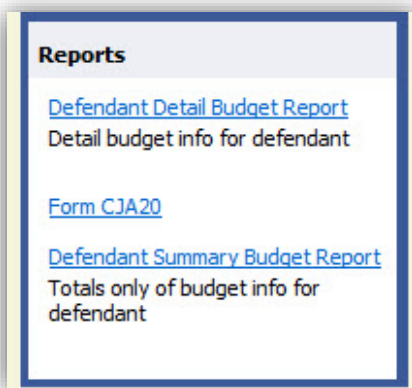 Reports
Defendant Detail Budget Report
Detail budget info for defendant
Form CJA20
Defendant Summary Budget Report
Totals only of budget info for
defendant